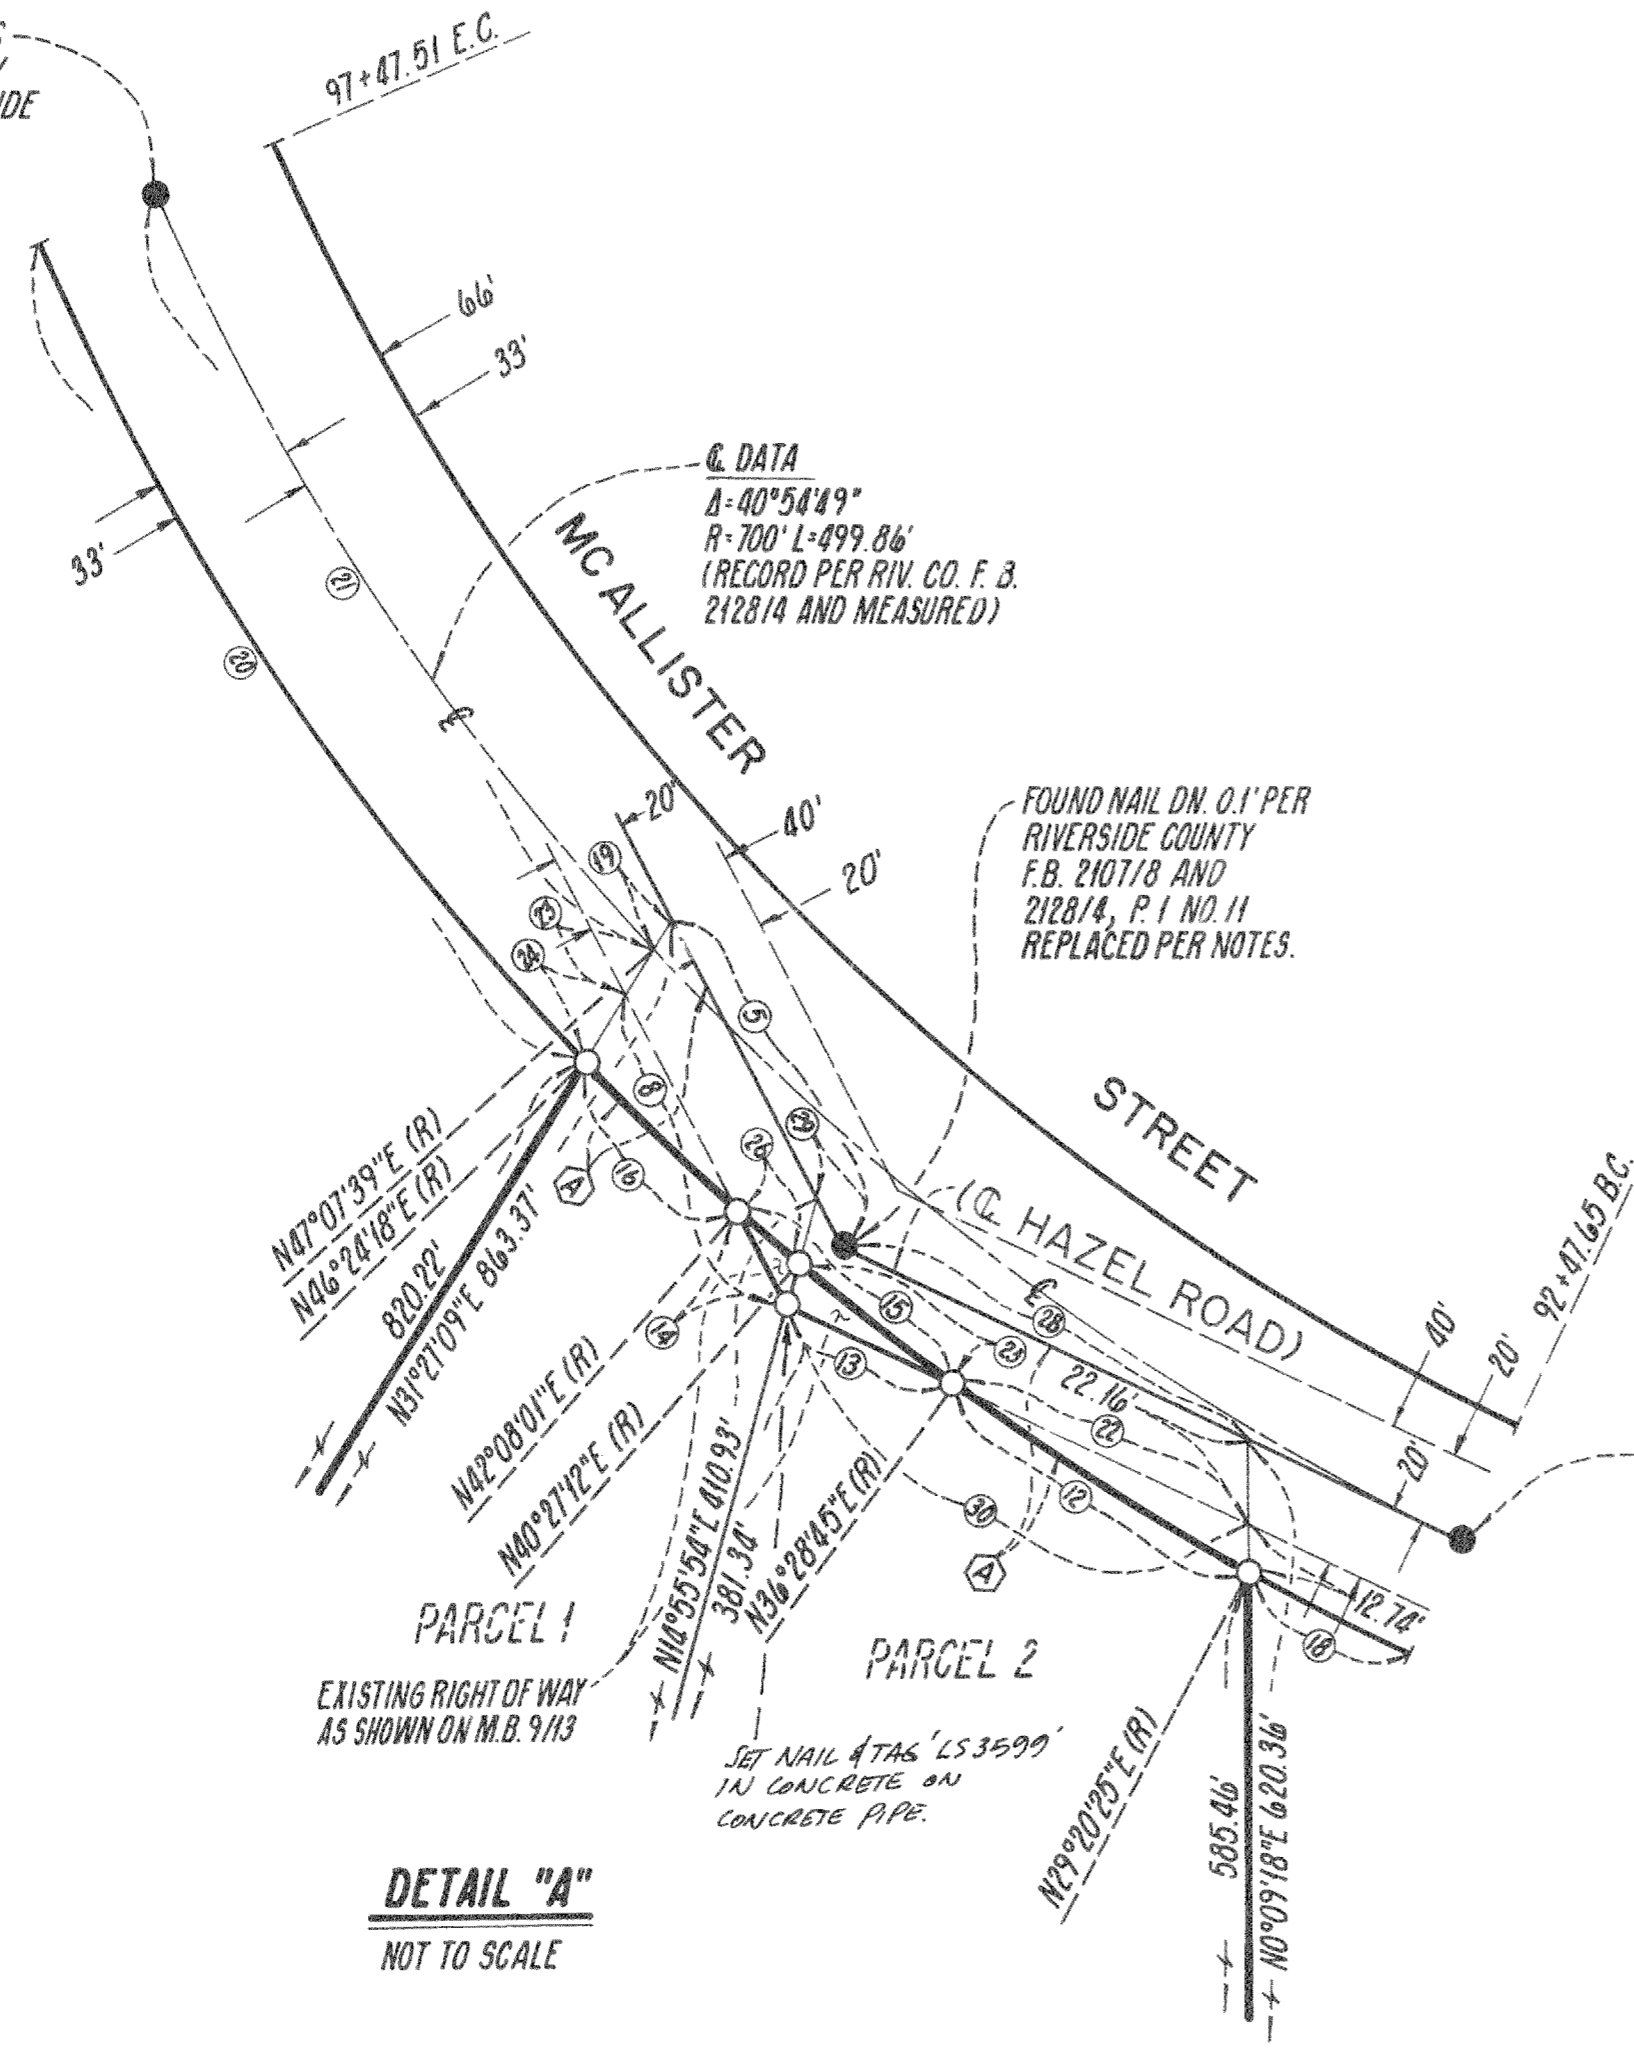 IDE
97+47.51 E.C.
66'
33'
33'
21
20
℄ DATA
Δ=40°54'49"
R=700' L=499.86'
(RECORD PER RIV. CO. F. B.
2128/4 AND MEASURED)
MC ALLISTER
℄
20'
40'
20'
FOUND NAIL DN. 0.1' PER
RIVERSIDE COUNTY
F.B. 2107/8 AND
2128/4, P. I NO. 11
REPLACED PER NOTES.
19
23
24
5
8
29
26
16
A
STREET
(℄ HAZEL ROAD)
℄
92+47.65 B.C.
N47°07'39"E (R)
N46°24'18"E (R)
820.22'
N31°27'09"E 863.37'
14
15
13
25
28
22.16'
22
12
30
A
40'
20'
20'
12.74'
18
N42°08'01"E (R)
N40°27'12"E (R)
N14°55'54"E 410.93'
381.34'
N36°28'45"E (R)
PARCEL 1
PARCEL 2
EXISTING RIGHT OF WAY
AS SHOWN ON M.B. 9/13
SET NAIL & TAG 'LS3599'
IN CONCRETE ON
CONCRETE PIPE.
N29°20'25"E (R)
585.46'
N0°09'18"E 620.36'
DETAIL "A"
NOT TO SCALE